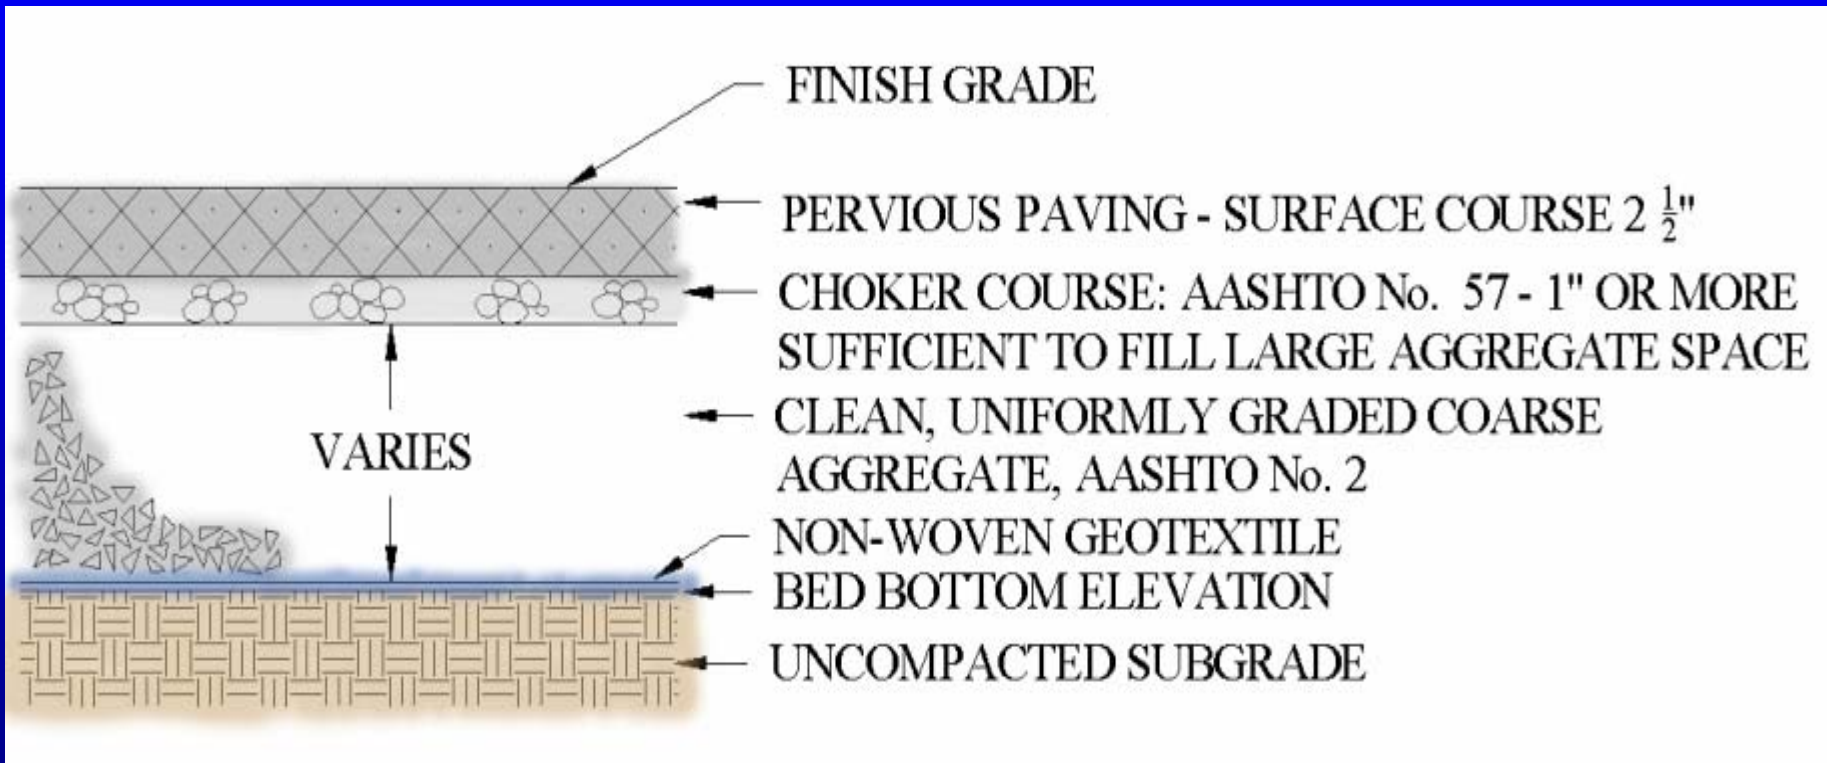 FINISH GRADE
PERVIOUS PAVING - SURFACE COURSE 2 ½"
CHOKER COURSE: AASHTO No. 57 - 1" OR MORE
SUFFICIENT TO FILL LARGE AGGREGATE SPACE
CLEAN, UNIFORMLY GRADED COARSE
AGGREGATE, AASHTO No. 2
VARIES
NON-WOVEN GEOTEXTILE
BED BOTTOM ELEVATION
UNCOMPACTED SUBGRADE